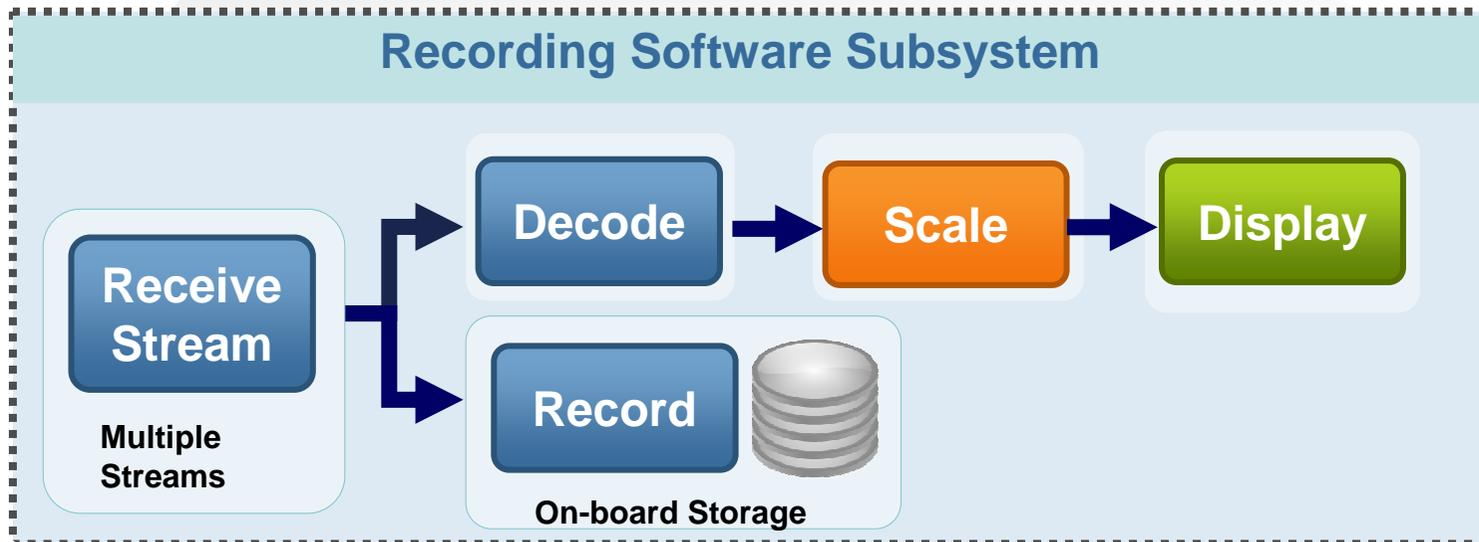 Recording Software Subsystem
Decode
Scale
Display
Receive
Stream
Multiple
Streams
Record
On-board Storage